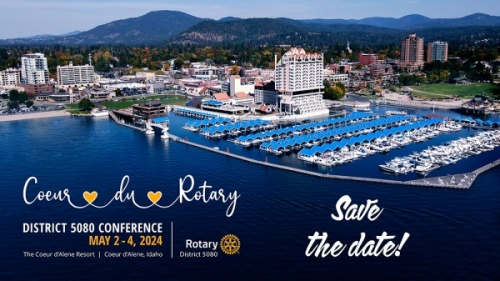 Coeur du Rotary
DISTRICT 5080 CONFERENCE
MAY 2 - 4, 2024
The Coeur d'Alene Resort | Coeur d'Alene, Idaho
Rotary
District 5080
Save
the date!